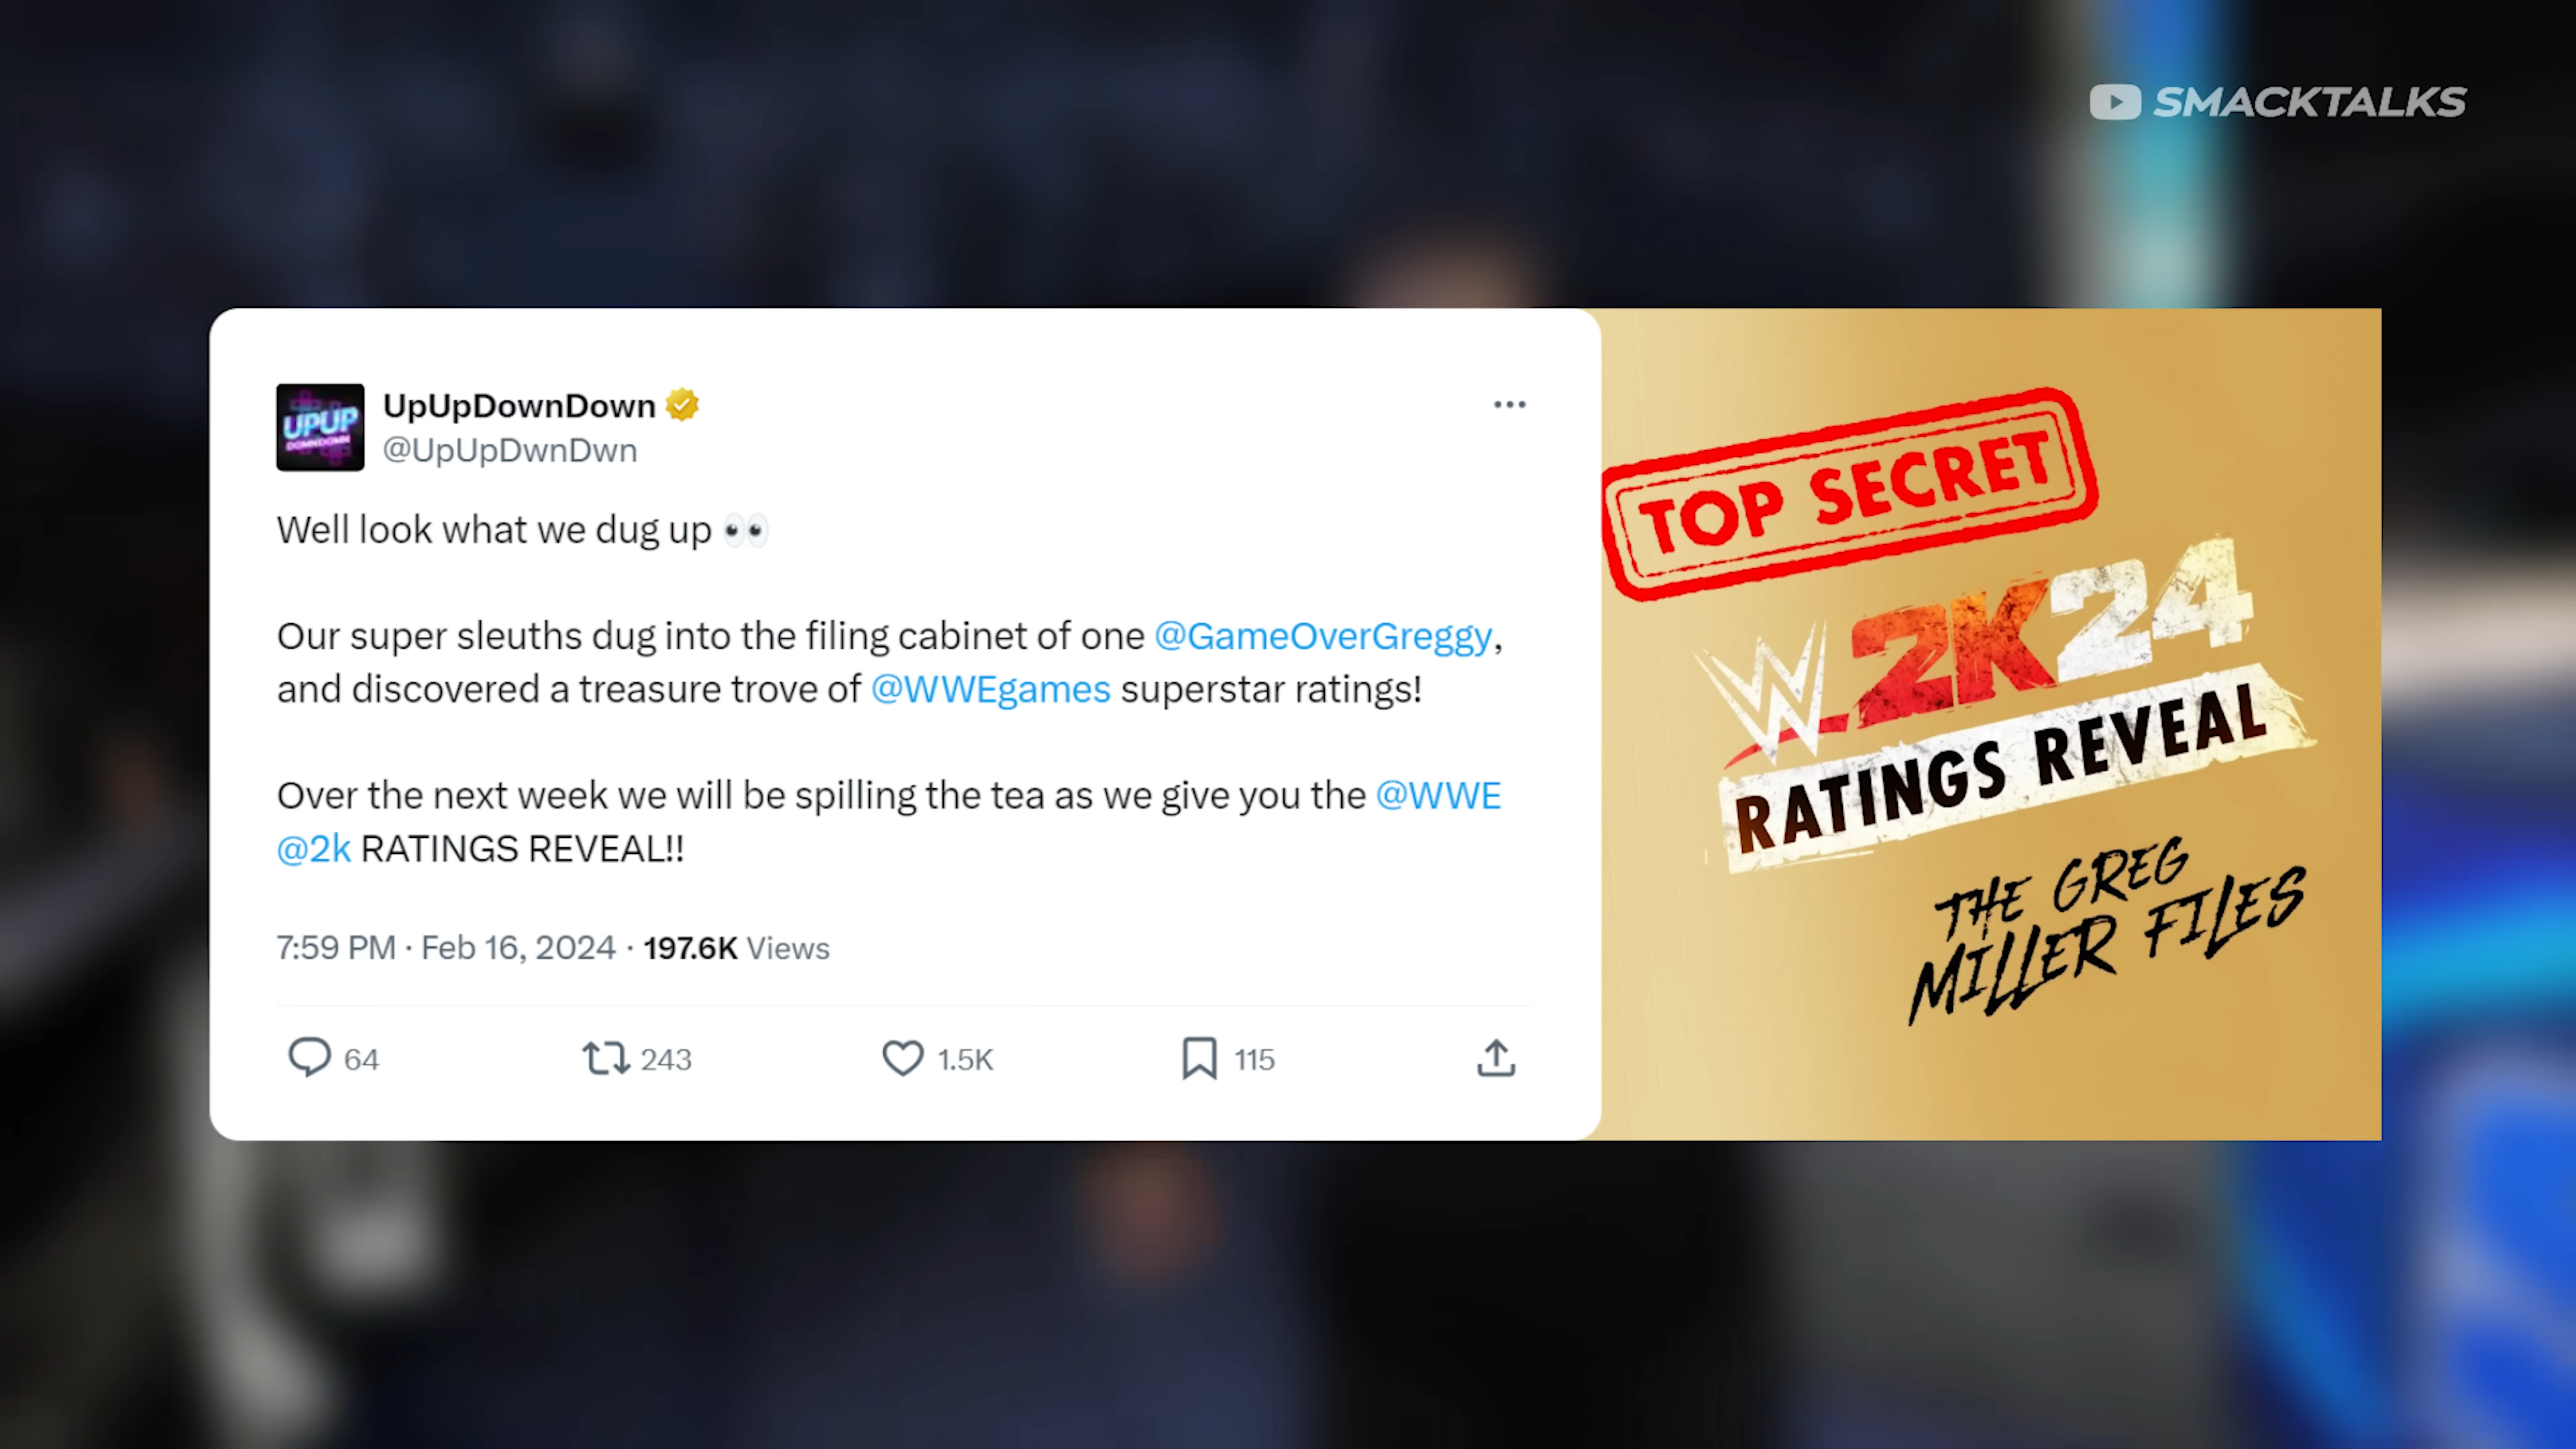 SMACKTALKS
UPUP
DOWNDOWN
UpUpDownDown
@UpUpDwnDwn
Well look what we dug up 👀
Our super sleuths dug into the filing cabinet of one @GameOverGreggy,
and discovered a treasure trove of @WWEgames superstar ratings!
Over the next week we will be spilling the tea as we give you the @WWE
@2k RATINGS REVEAL!!
7:59 PM · Feb 16, 2024 · 197.6K Views
64 243 1.5K 115
TOP SECRET
W 2K24
RATINGS REVEAL
THE GREG
MILLER FILES